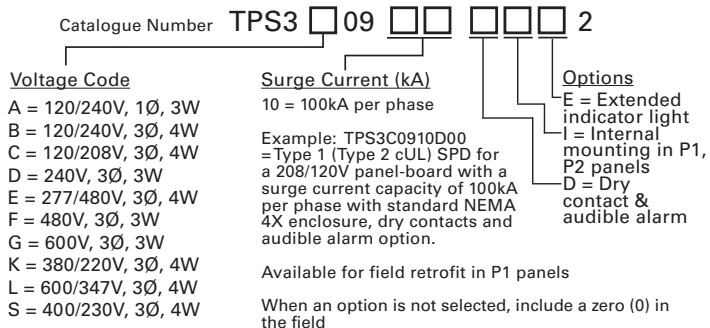 Catalogue Number TPS3 09 2
Voltage Code
A = 120/240V, 1Ø, 3W
B = 120/240V, 3Ø, 4W
C = 120/208V, 3Ø, 4W
D = 240V, 3Ø, 3W
E = 277/480V, 3Ø, 4W
F = 480V, 3Ø, 3W
G = 600V, 3Ø, 3W
K = 380/220V, 3Ø, 4W
L = 600/347V, 3Ø, 4W
S = 400/230V, 3Ø, 4W
Surge Current (kA)
10 = 100kA per phase
Example: TPS3C0910D00
=Type 1 (Type 2 cUL) SPD for
a 208/120V panel-board with a
surge current capacity of 100kA
per phase with standard NEMA
4X enclosure, dry contacts and
audible alarm option.
Available for field retrofit in P1 panels
When an option is not selected, include a zero (0) in
the field
Options
E = Extended
indicator light
I = Internal
mounting in P1,
P2 panels
D = Dry
contact &
audible alarm